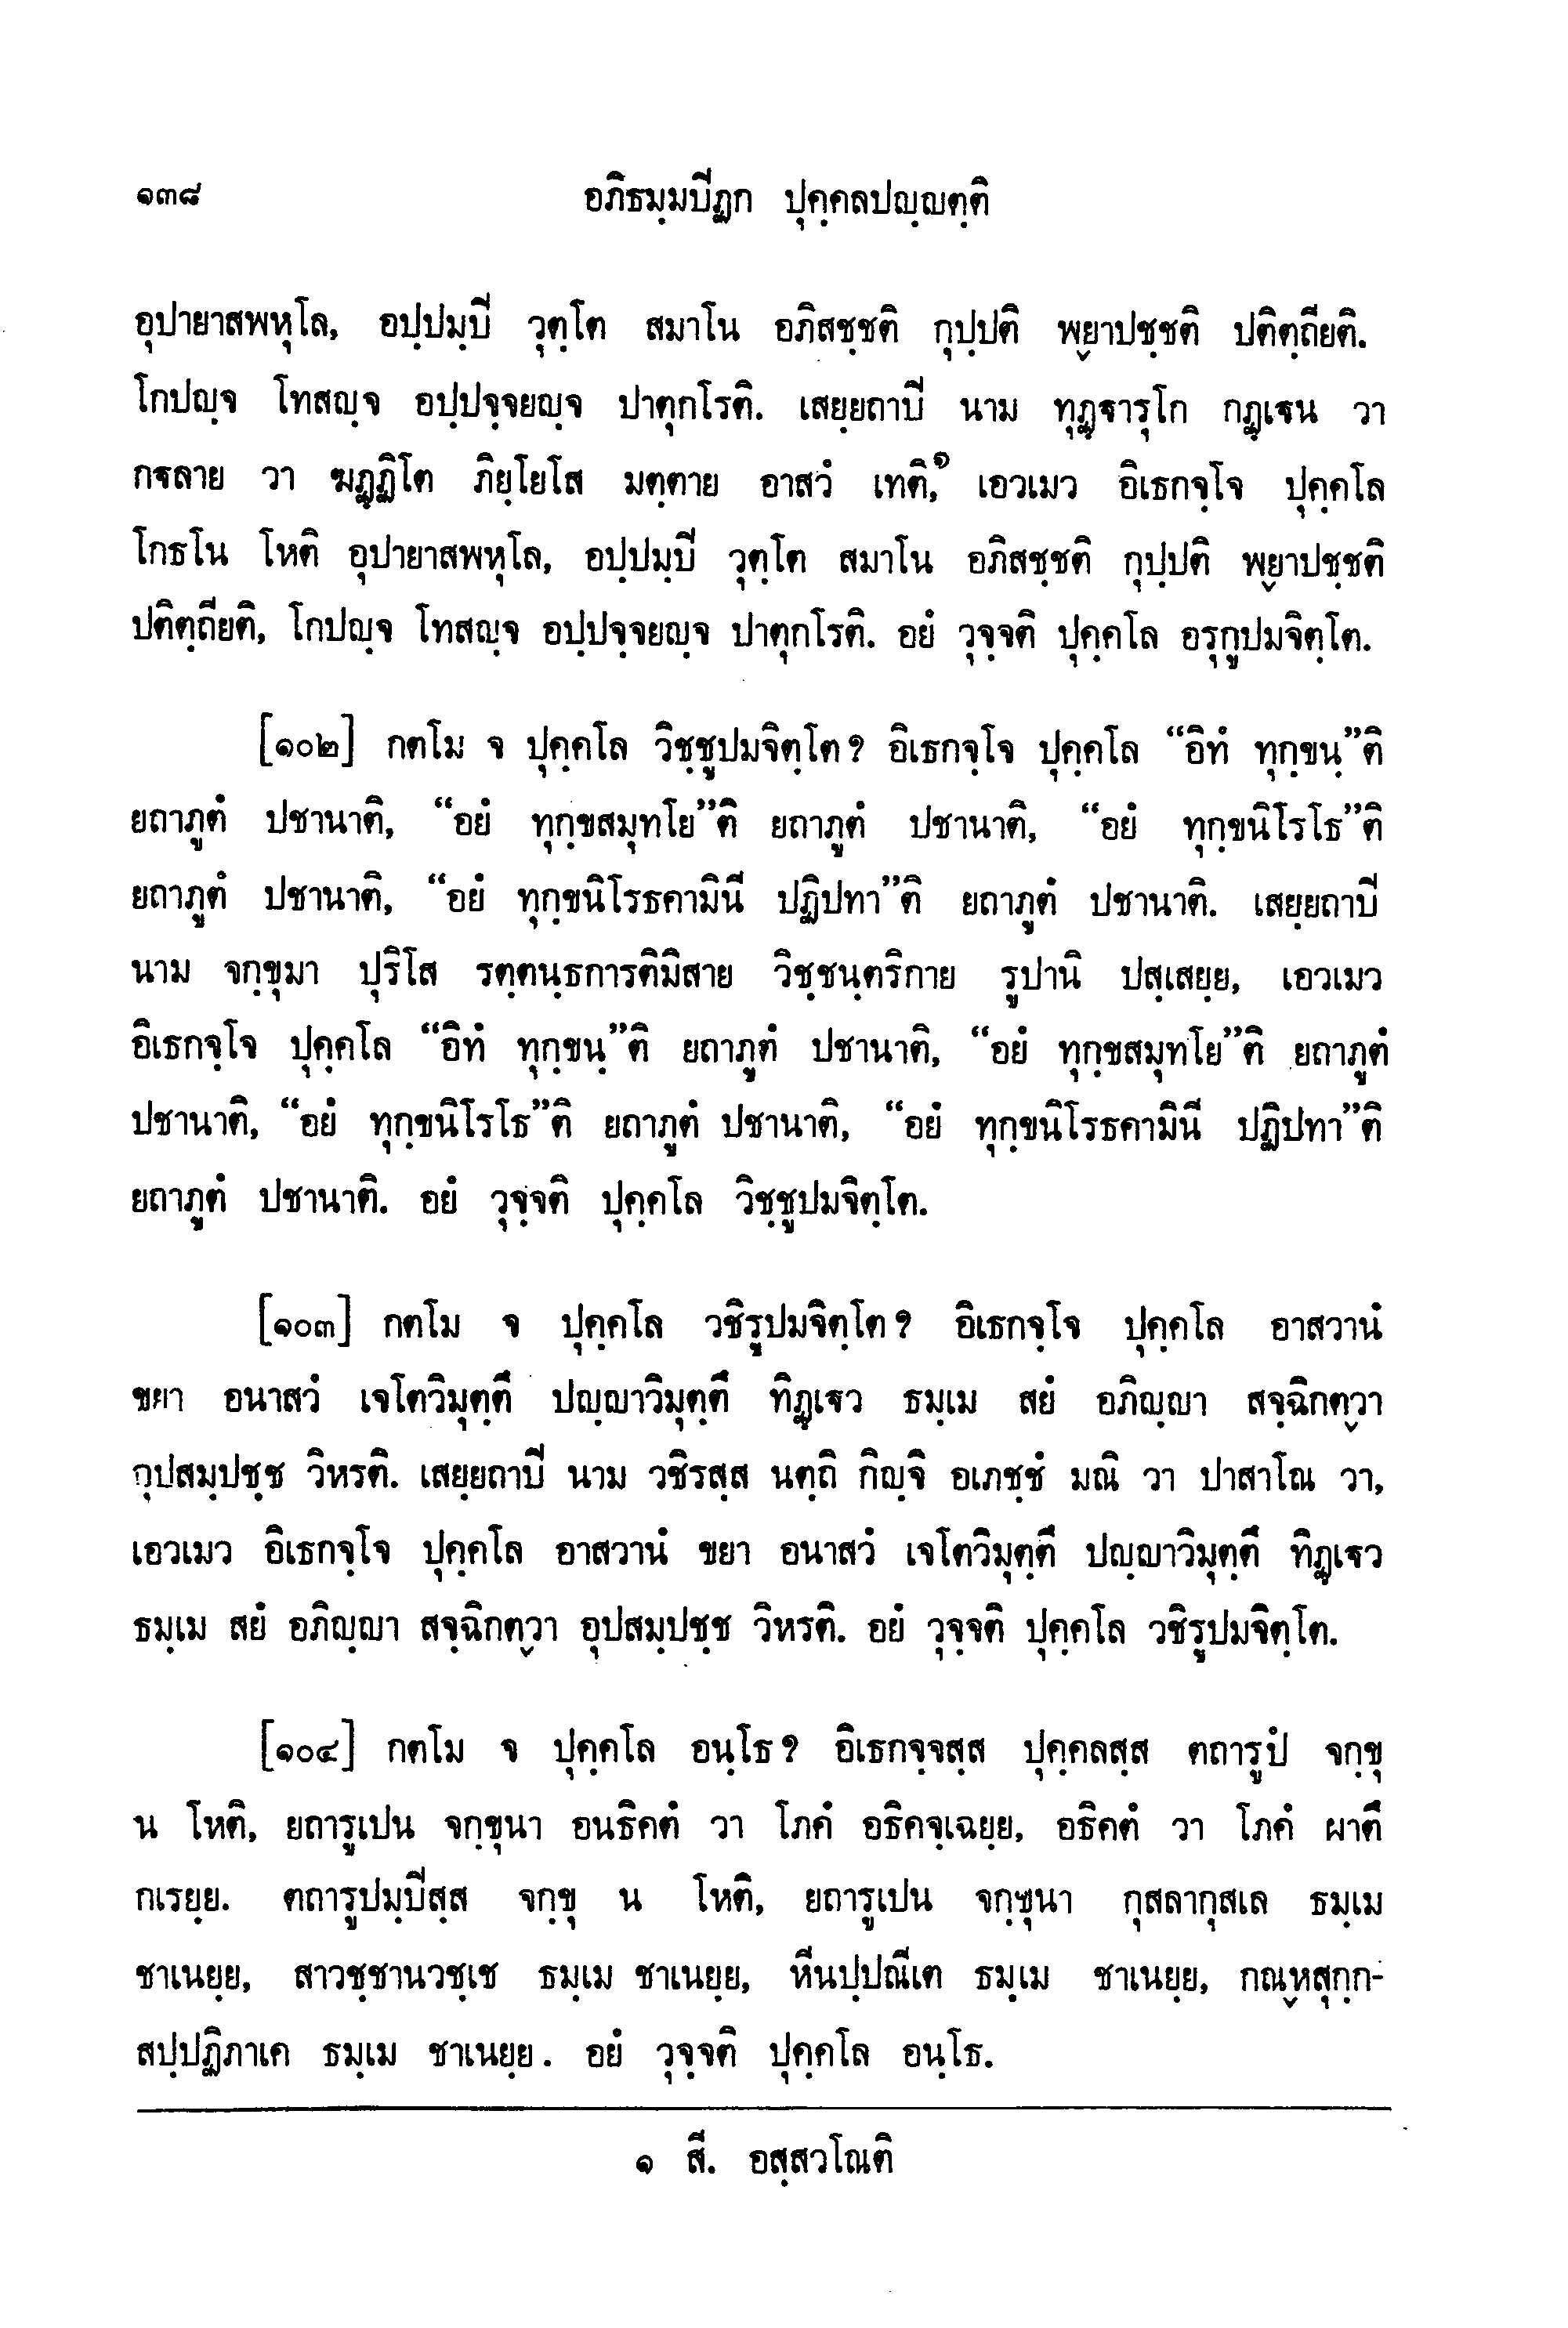 ๑๓๘ อภิธมฺมปีฏก ปุคฺคลปญฺญตฺติ
อุปายาสพหุโล, อปฺปมฺปี วุตฺโต สมาโน อภิสชฺชติ กุปฺปติ พฺยาปชฺชติ ปติตฺถียติ.
โกปญฺจ โทสญฺจ อปฺปจฺจยญฺจ ปาตุกโรติ. เสยฺยถาปี นาม ทุฏฺฐารุโก กฏฺเฐน วา
กฐลาย วา ฆฏฺฏิโต ภิยฺโยโส มตฺตาย อาสวํ เทติ,๑ เอวเมว อิเธกจฺโจ ปุคฺคโล
โกธโน โหติ อุปายาสพหุโล, อปฺปมฺปี วุตฺโต สมาโน อภิสชฺชติ กุปฺปติ พฺยาปชฺชติ
ปติตฺถียติ, โกปญฺจ โทสญฺจ อปฺปจฺจยญฺจ ปาตุกโรติ. อยํ วุจฺจติ ปุคฺคโล อรุกูปมจิตฺโต.
[๑๐๒] กตโม จ ปุคฺคโล วิชฺชูปมจิตฺโต? อิเธกจฺโจ ปุคฺคโล “อิทํ ทุกฺขนฺ”ติ
ยถาภูตํ ปชานาติ, “อยํ ทุกฺขสมุทโย”ติ ยถาภูตํ ปชานาติ, “อยํ ทุกฺขนิโรโธ”ติ
ยถาภูตํ ปชานาติ, “อยํ ทุกฺขนิโรธคามินี ปฏิปทา”ติ ยถาภูตํ ปชานาติ. เสยฺยถาปี
นาม จกฺขุมา ปุริโส รตฺตนฺธการติมิสาย วิชฺชนฺตริกาย รูปานิ ปสฺเสยฺย, เอวเมว
อิเธกจฺโจ ปุคฺคโล “อิทํ ทุกฺขนฺ”ติ ยถาภูตํ ปชานาติ, “อยํ ทุกฺขสมุทโย”ติ ยถาภูตํ
ปชานาติ, “อยํ ทุกฺขนิโรโธ”ติ ยถาภูตํ ปชานาติ, “อยํ ทุกฺขนิโรธคามินี ปฏิปทา”ติ
ยถาภูตํ ปชานาติ. อยํ วุจฺจติ ปุคฺคโล วิชฺชูปมจิตฺโต.
[๑๐๓] กตโม จ ปุคฺคโล วชิรูปมจิตฺโต? อิเธกจฺโจ ปุคฺคโล อาสวานํ
ขยา อนาสวํ เจโตวิมุตฺตึ ปญฺญาวิมุตฺตึ ทิฏฺเฐว ธมฺเม สยํ อภิญฺญา สจฺฉิกตฺวา
อุปสมฺปชฺช วิหรติ. เสยฺยถาปี นาม วชิรสฺส นตฺถิ กิญฺจิ อเภชฺชํ มณิ วา ปาสาโณ วา,
เอวเมว อิเธกจฺโจ ปุคฺคโล อาสวานํ ขยา อนาสวํ เจโตวิมุตฺตึ ปญฺญาวิมุตฺตึ ทิฏฺเฐว
ธมฺเม สยํ อภิญฺญา สจฺฉิกตฺวา อุปสมฺปชฺช วิหรติ. อยํ วุจฺจติ ปุคฺคโล วชิรูปมจิตฺโต.
[๑๐๔] กตโม จ ปุคฺคโล อนฺโธ? อิเธกจฺจสฺส ปุคฺคลสฺส ตถารูปํ จกฺขุ
น โหติ, ยถารูเปน จกฺขุนา อนธิคตํ วา โภคํ อธิคจฺเฉยฺย, อธิคตํ วา โภคํ ผาตึ
กเรยฺย. ตถารูปมฺปีสฺส จกฺขุ น โหติ, ยถารูเปน จกฺขุนา กุสลากุสเล ธมฺเม
ชาเนยฺย, สาวชฺชานวชฺเช ธมฺเม ชาเนยฺย, หีนปฺปณีเต ธมฺเม ชาเนยฺย, กณฺหสุกฺก-
สปฺปฏิภาเค ธมฺเม ชาเนยฺย. อยํ วุจฺจติ ปุคฺคโล อนฺโธ.
๑ สี. อสฺสวโณติ